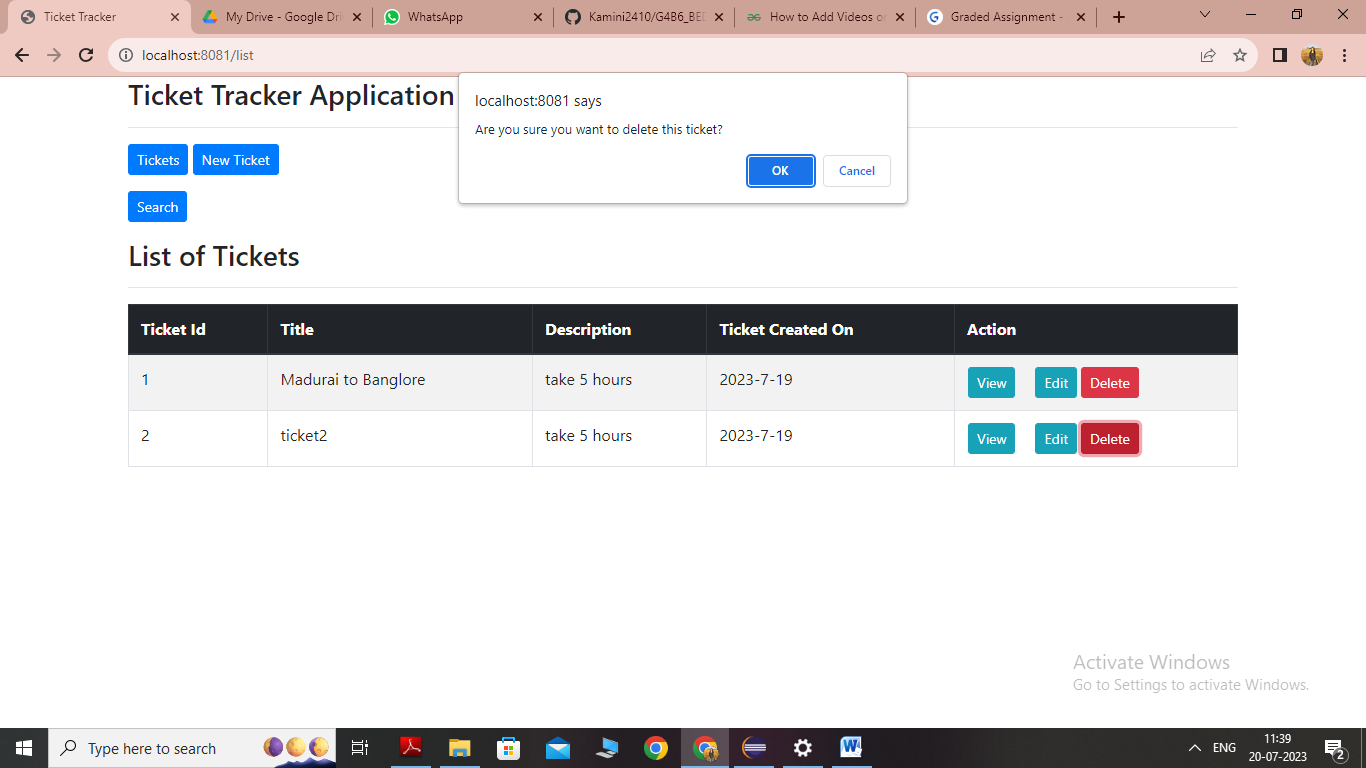 Ticket Tracker
My Drive - Google Dri
WhatsApp
Kamini2410/G4B6_BED
How to Add Videos or
Graded Assignment -
localhost:8081/list
Ticket Tracker Application
localhost:8081 says
Are you sure you want to delete this ticket?
OK Cancel
Tickets New Ticket
Search
List of Tickets
Ticket Id Title Description Ticket Created On Action
1 Madurai to Banglore take 5 hours 2023-7-19 View Edit Delete
2 ticket2 take 5 hours 2023-7-19 View Edit Delete
Activate Windows
Go to Settings to activate Windows.
Type here to search
ENG
11:39
20-07-2023
2